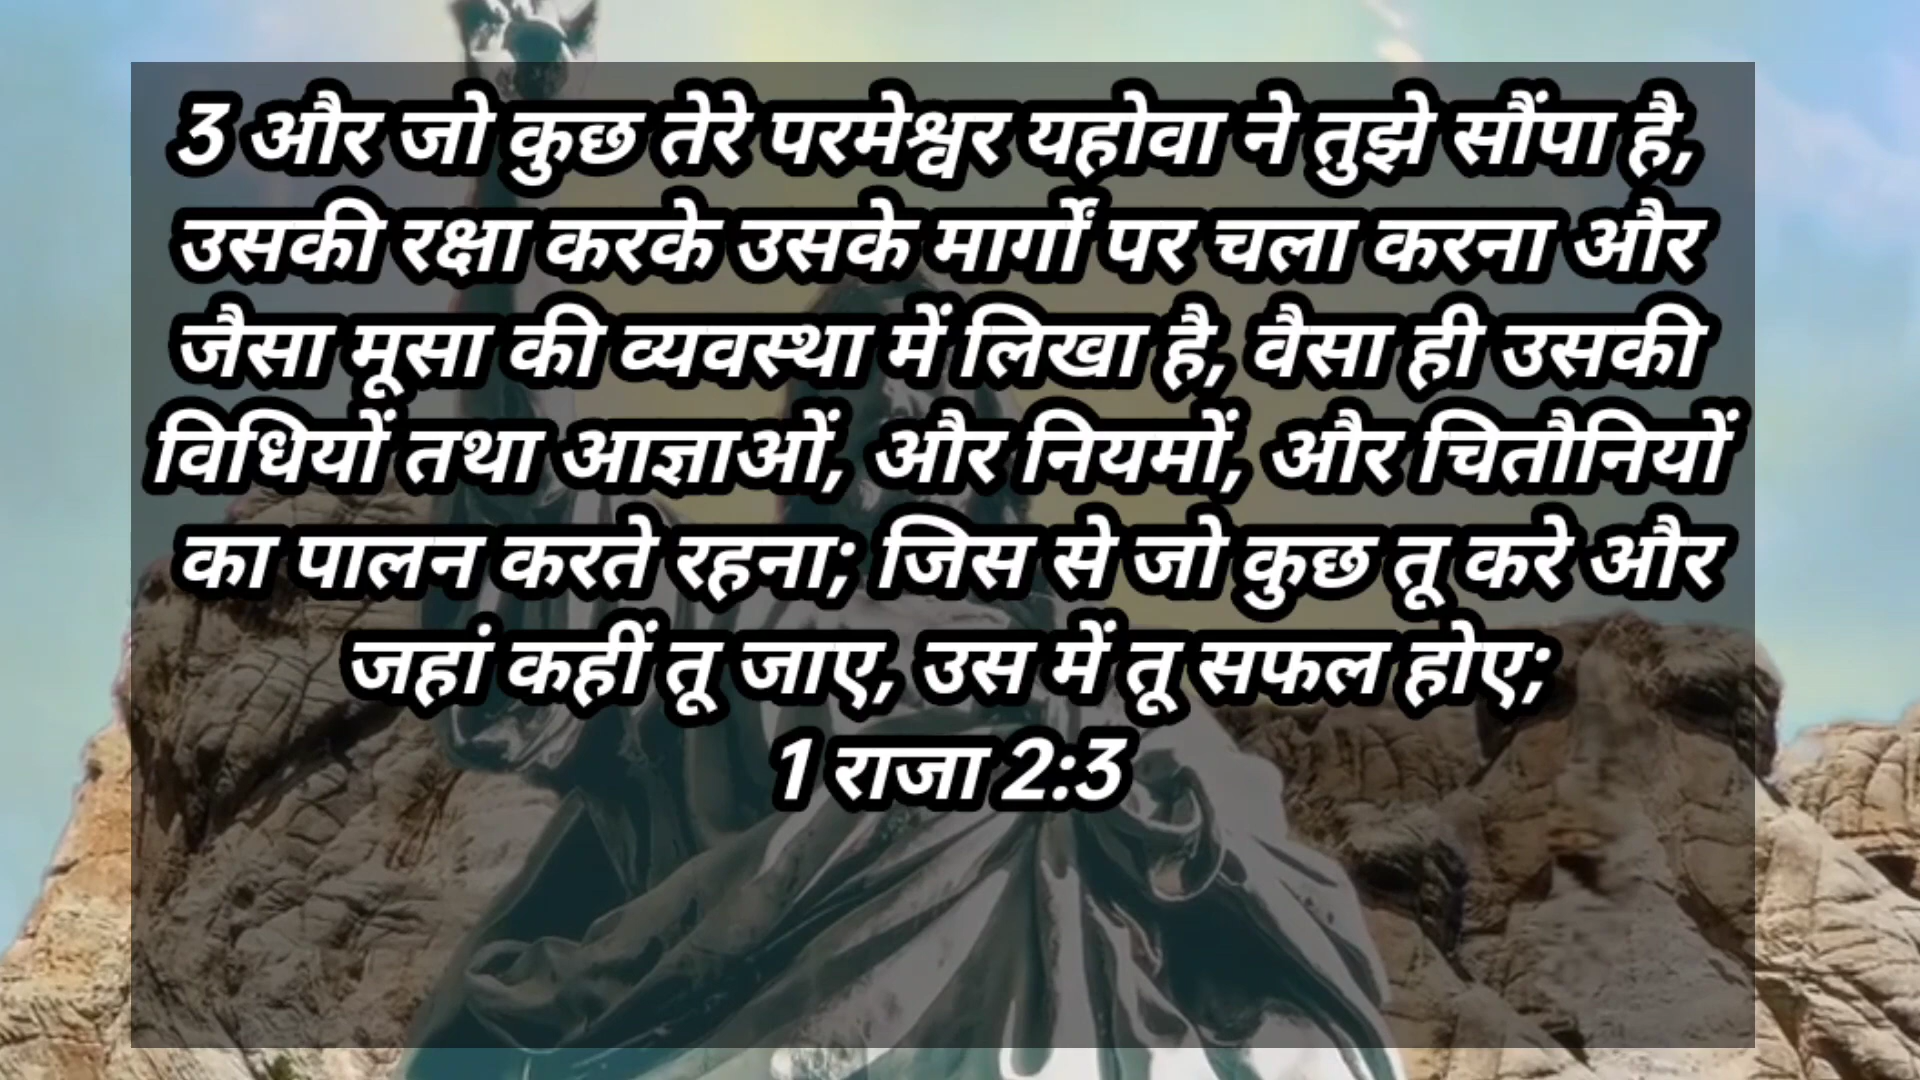 3 और जो कुछ तेरे परमेश्वर यहोवा ने तुझे सौंपा है,
उसकी रक्षा करके उसके मार्गों पर चला करना और
जैसा मूसा की व्यवस्था में लिखा है, वैसा ही उसकी
विधियों तथा आज्ञाओं, और नियमों, और चितौनियों
का पालन करते रहना; जिस से जो कुछ तू करे और
जहां कहीं तू जाए, उस में तू सफल होए;
1 राजा 2:3